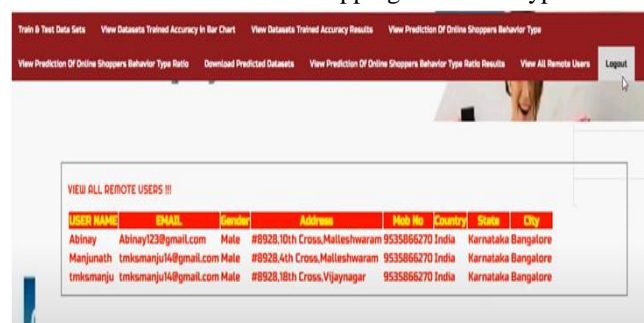 Train & Test Data Sets View Datasets Trained Accuracy in Bar Chart View Datasets Trained Accuracy Results View Prediction Of Online Shoppers Behavior Type
View Prediction Of Online Shoppers Behavior Type Ratio Download Predicted Datasets View Prediction Of Online Shoppers Behavior Type Ratio Results View All Remote Users Logout
VIEW ALL REMOTE USERS !!!
USER NAME EMAIL Gender Address Mob No Country State City
Abinay Abinay123@gmail.com Male #8928,10th Cross,Malleshwaram 9535866270 India Karnataka Bangalore
Manjunath tmksmanju14@gmail.com Male #8928,4th Cross,Malleshwaram 9535866270 India Karnataka Bangalore
tmksmanju tmksmanju14@gmail.com Male #8928,18th Cross,Vijaynagar 9535866270 India Karnataka Bangalore